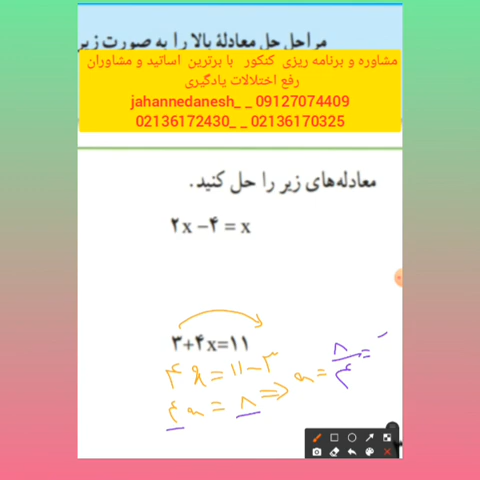 مراحل حل معادلهٔ بالا را به صورت زیر
مشاوره و برنامه ریزی کنکور با برترین اساتید و مشاوران
رفع اختلالات یادگیری
jahannedanesh_ _ 09127074409
02136172430_ _ 02136170325
معادله‌های زیر را حل کنید.
۲x −۴ = x
۳+۴x=۱۱
۴x = ۱۱ − ۳
۴x = ۸ ⇒ x = ۸/۴ =